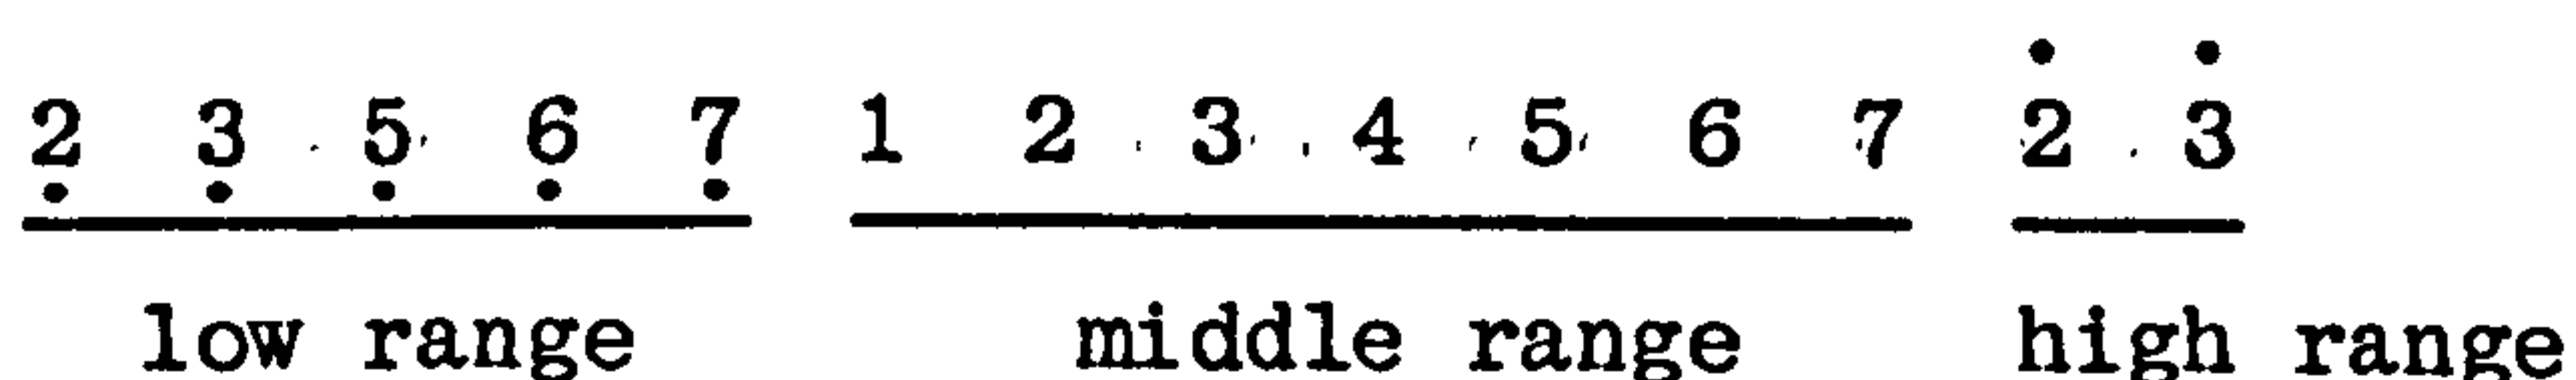 2̣ 3̣ 5̣ 6̣ 7̣ 1 2 3 4 5 6 7 2̇ 3̇
low range middle range high range